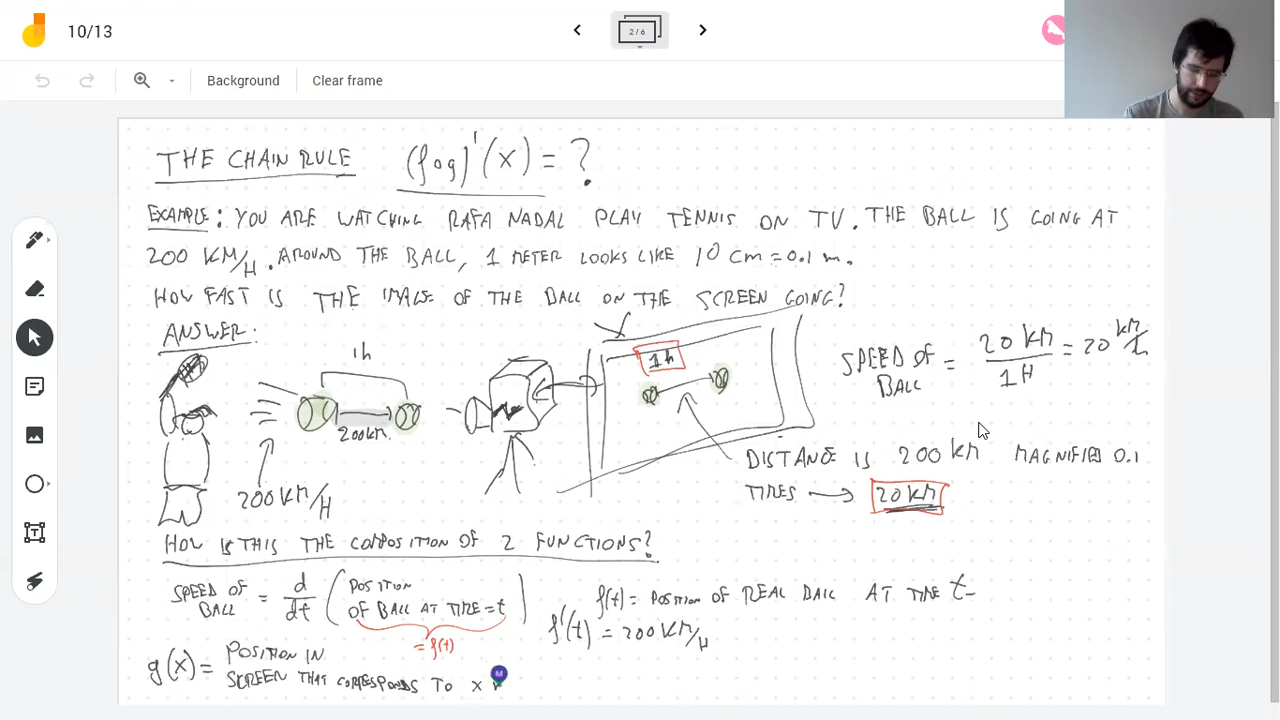 10/13
2/6
Background
Clear frame
THE CHAIN RULE (fog)'(x) = ?
EXAMPLE: YOU ARE WATCHING RAFA NADAL PLAY TENNIS ON TV. THE BALL IS GOING AT
200 KM/H. AROUND THE BALL, 1 METER LOOKS LIKE 10 cm = 0.1 m.
HOW FAST IS THE IMAGE OF THE BALL ON THE SCREEN GOING?
ANSWER.
1h
200km.
200 KM/H
1h
SPEED OF BALL = 20 KM / 1H = 20 KM/h
DISTANCE IS 200 KM MAGNIFIED 0.1
TIMES → 20 KM
HOW IS THIS THE COMPOSITION OF 2 FUNCTIONS?
SPEED OF BALL = d/dt (POSITION
OF BALL AT TIME = t)
= f(t)
f(t) = POSITION OF REAL BALL AT TIME t
f'(t) = 200 KM/H
g(x) = POSITION IN
SCREEN THAT CORRESPONDS TO x
M